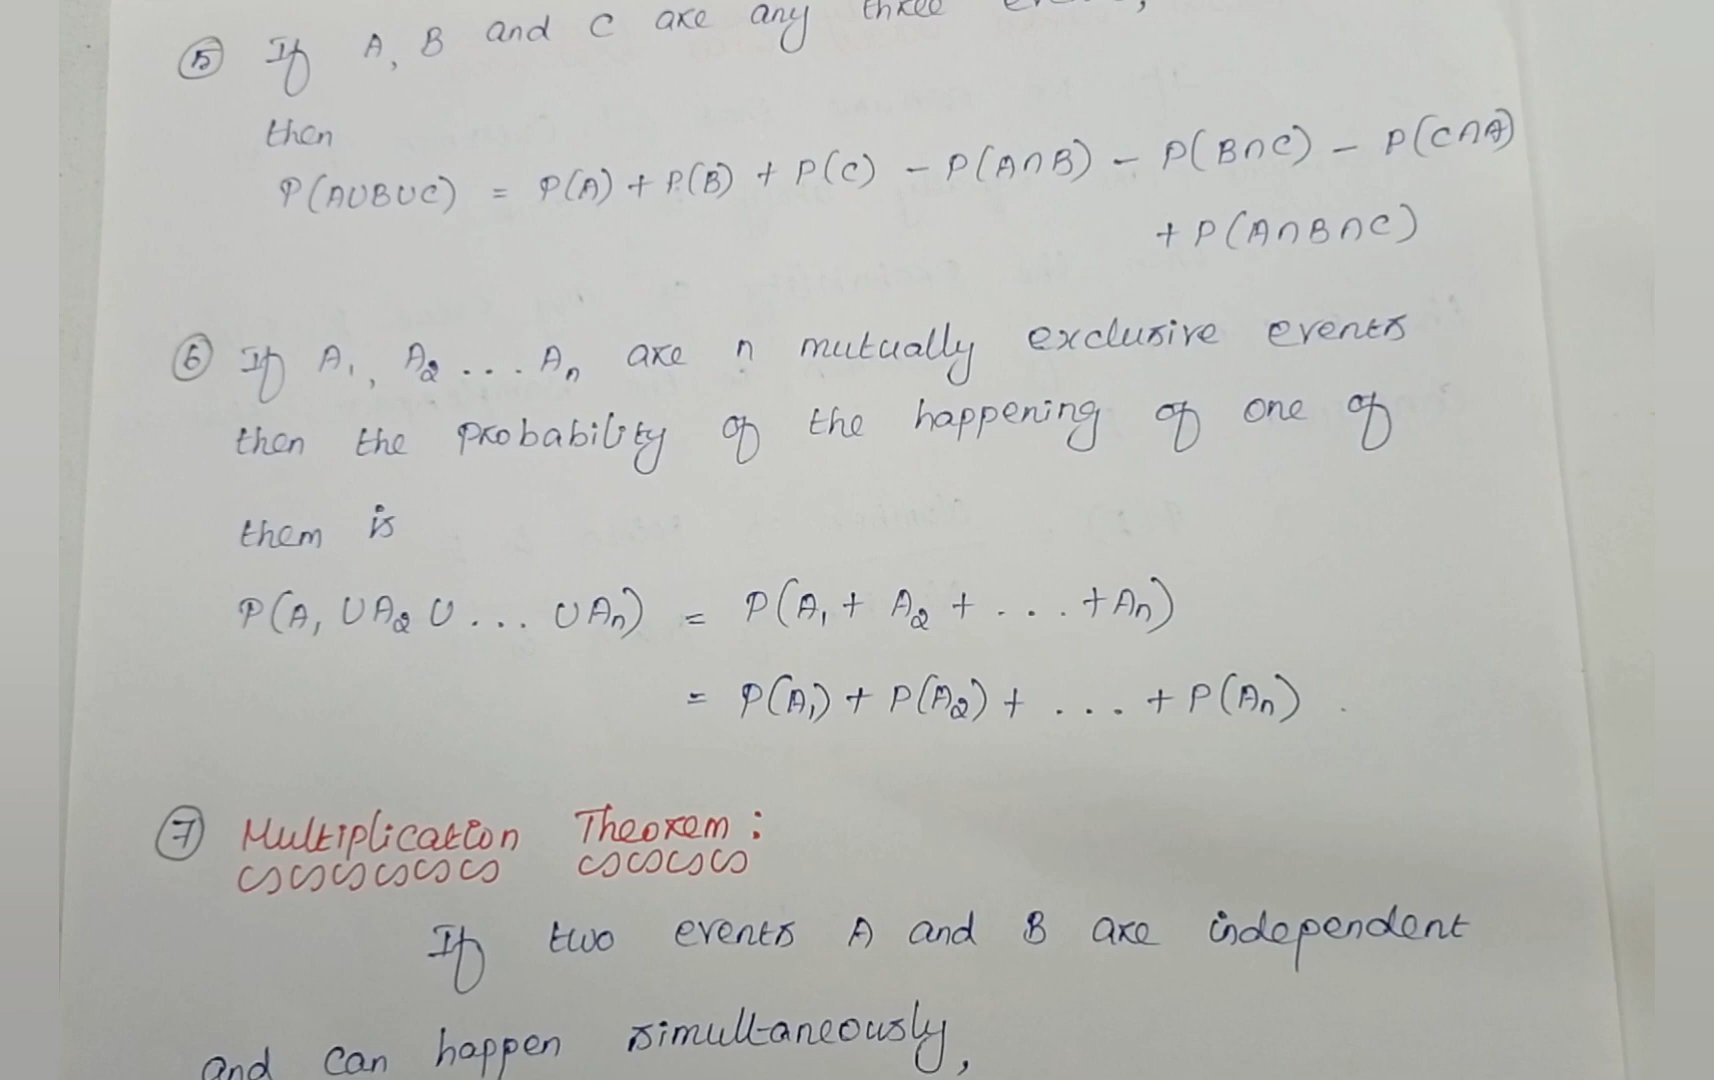 ⑤ If A, B and C are any three
then
P(A∪B∪C) = P(A) + P(B) + P(C) - P(A∩B) - P(B∩C) - P(C∩A)
+ P(A∩B∩C)
⑥ If A₁, A₂ ... Aₙ are n mutually exclusive events
then the probability of the happening of one of
them is
P(A₁ ∪ A₂ ∪ ... ∪ Aₙ) = P(A₁ + A₂ + ... + Aₙ)
= P(A₁) + P(A₂) + ... + P(Aₙ).
⑦ Multiplication Theorem :
If two events A and B are independent
and can happen simultaneously,